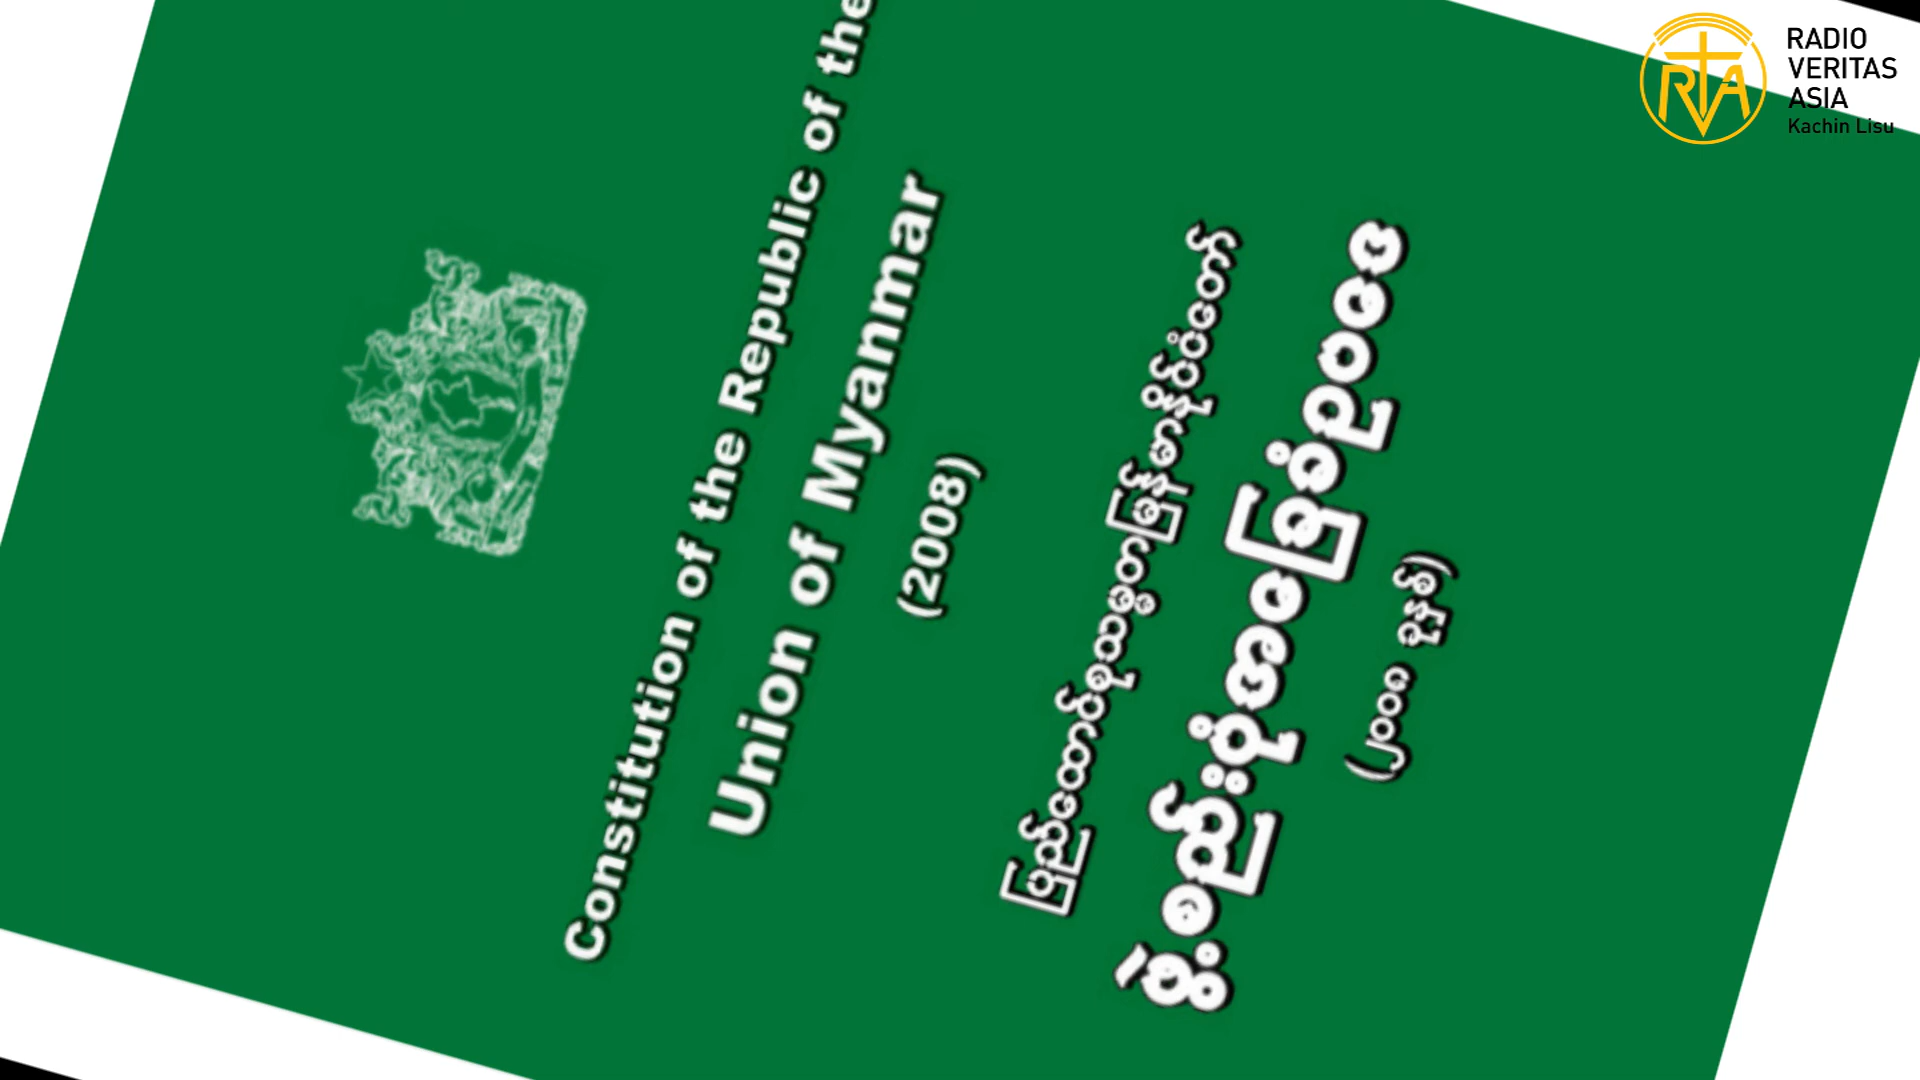 Constitution of the Republic of the
Union of Myanmar
(2008)
ပြည်ထောင်စုသမ္မတမြန်မာနိုင်ငံတော်
ဖွဲ့စည်းပုံအခြေခံဥပဒေ
(၂၀၀၈ ခုနှစ်)
RADIO
VERITAS
ASIA
Kachin Lisu
RVA